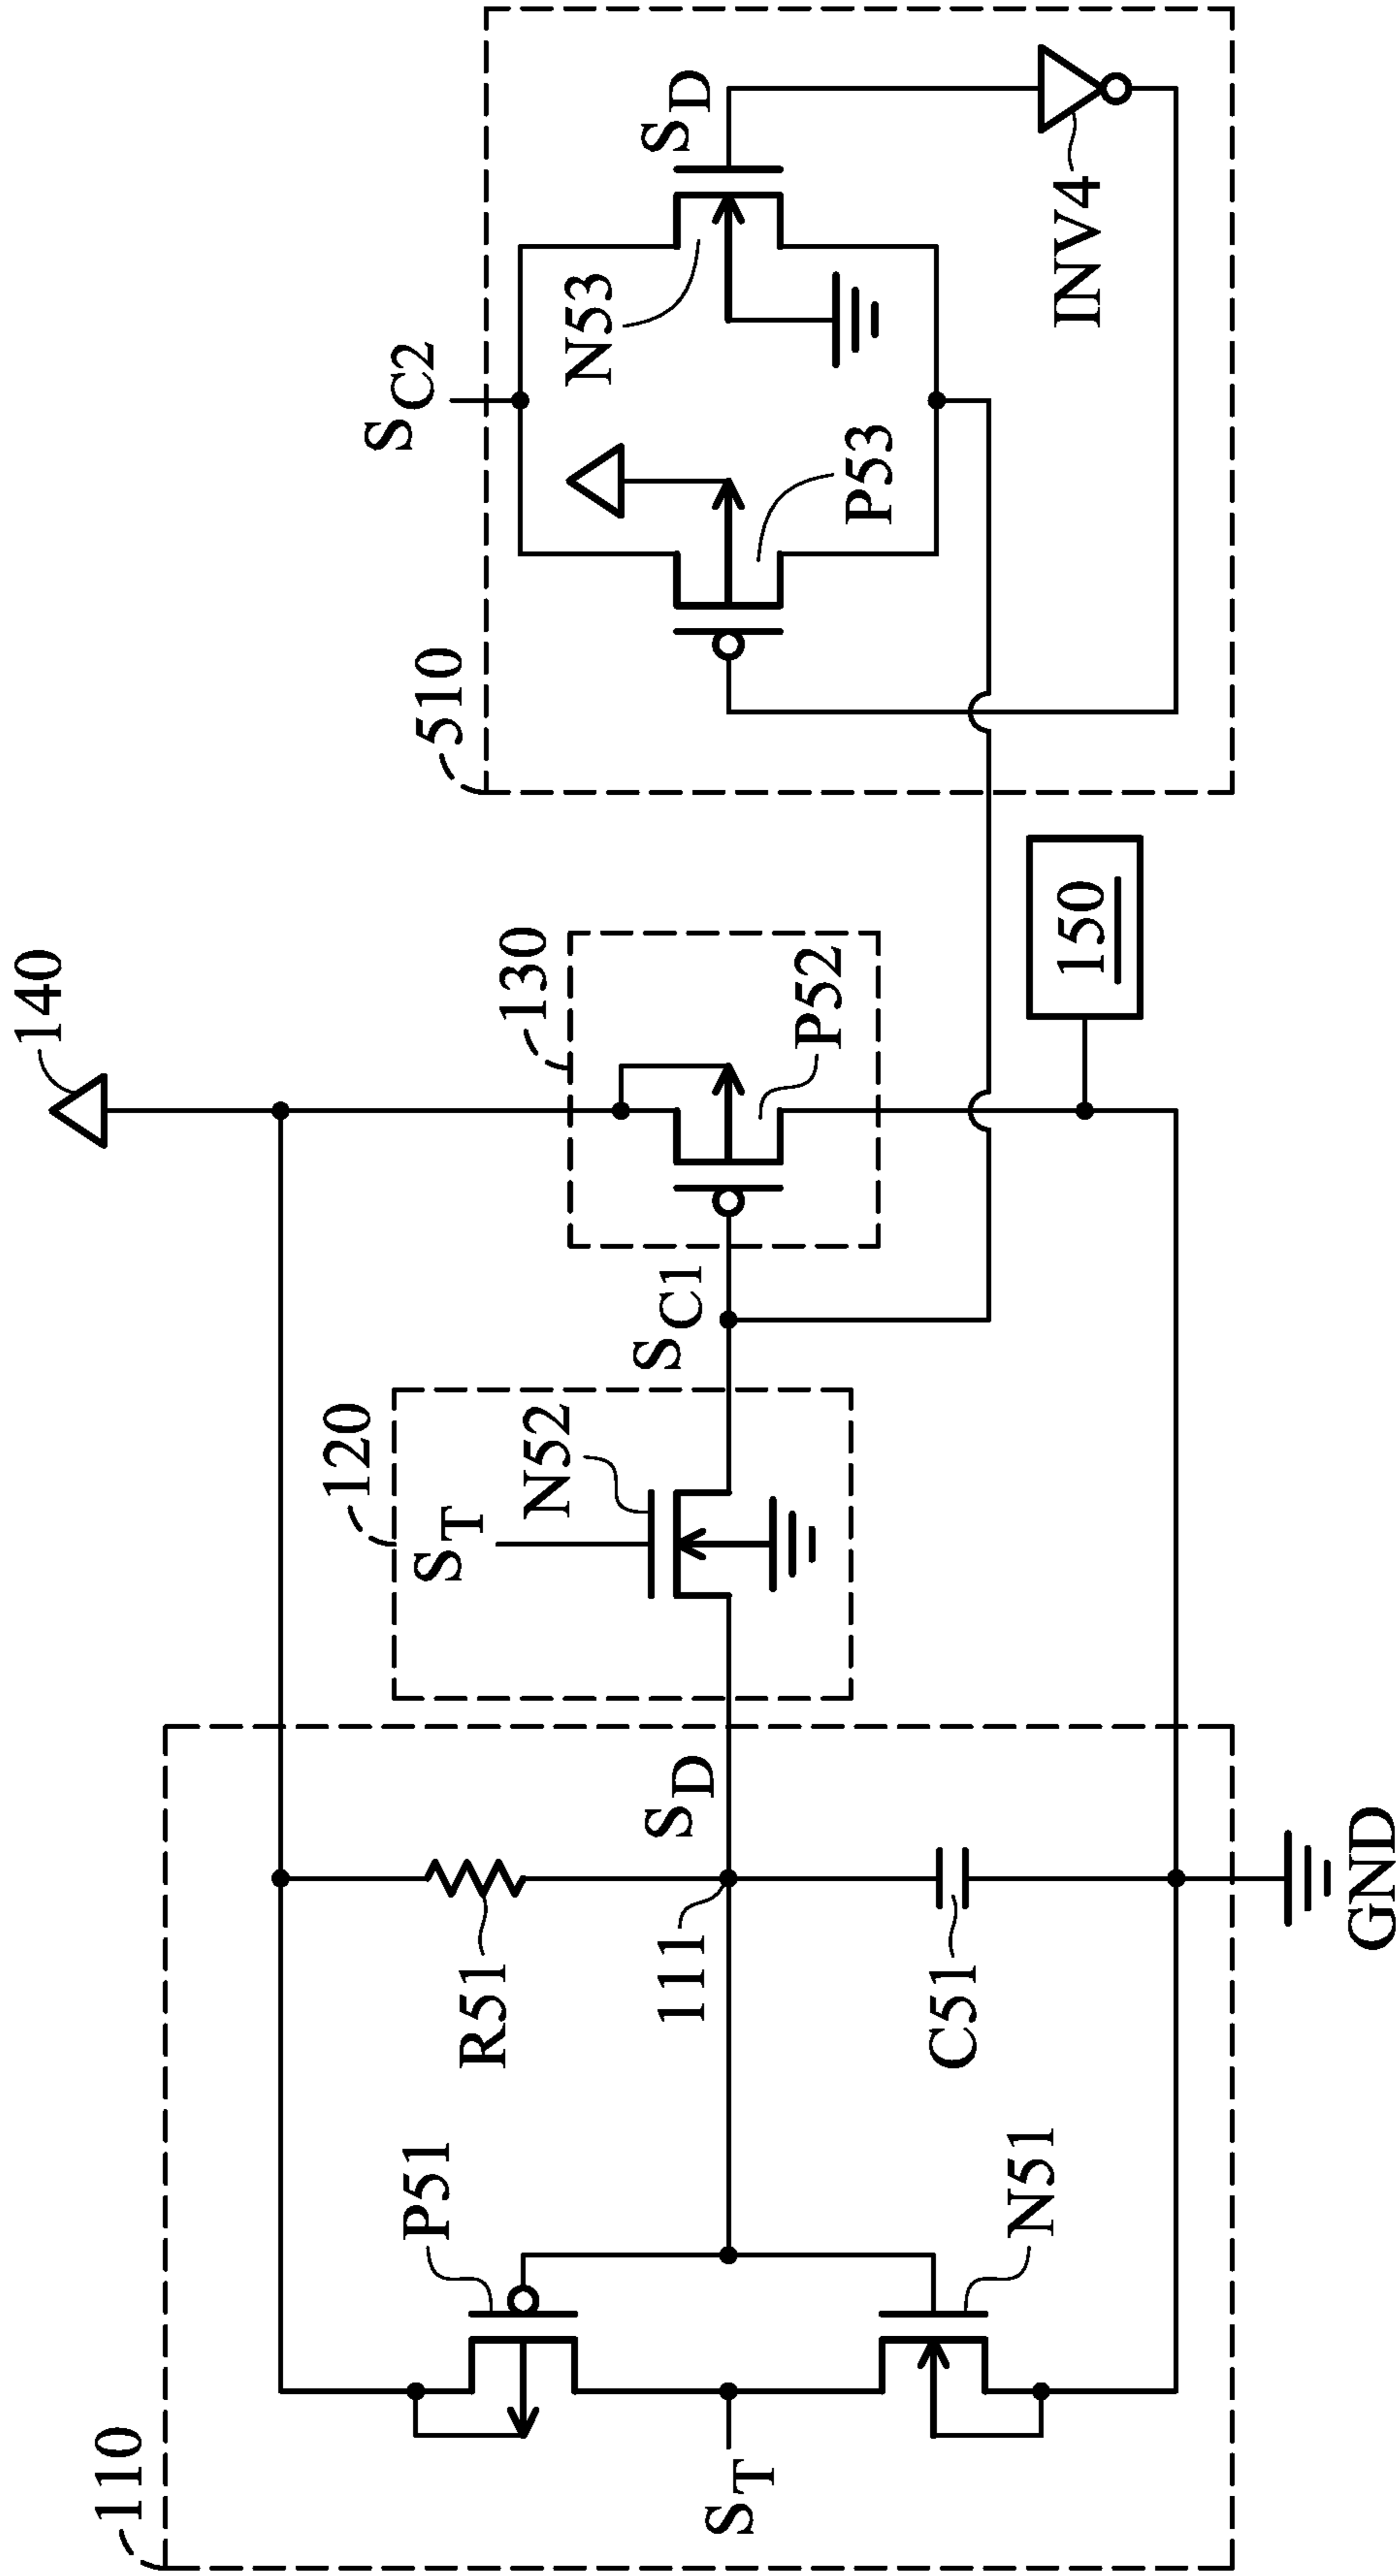 110
P51
R51
S_T
111
S_D
N51
C51
GND
120
S_T
N52
S_C1
140
130
P52
150
510
S_C2
P53
N53
S_D
INV4